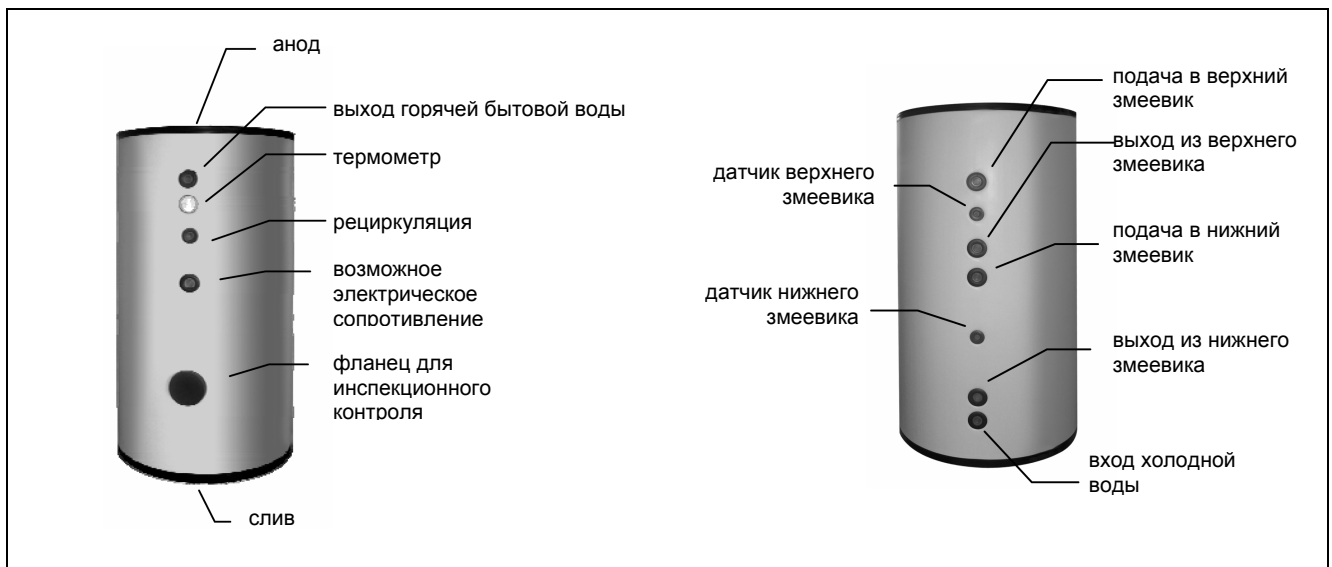 анод
выход горячей бытовой воды
термометр
рециркуляция
возможное
электрическое
сопротивление
фланец для
инспекционного
контроля
слив
подача в верхний
змеевик
выход из верхнего
змеевика
датчик верхнего
змеевика
подача в нижний
змеевик
датчик нижнего
змеевика
выход из нижнего
змеевика
вход холодной
воды